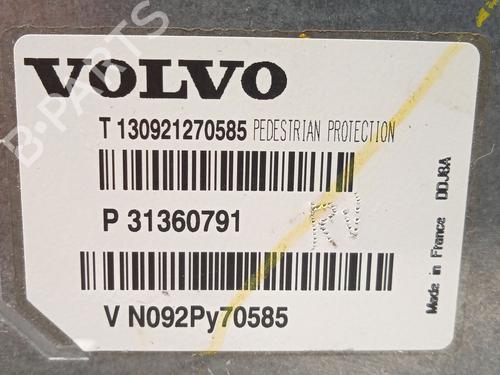 VOLVO
T 130921270585 PEDESTRIAN PROTECTION
P 31360791
V N092Py70585
Made in France DDJ8A
B-PARTS